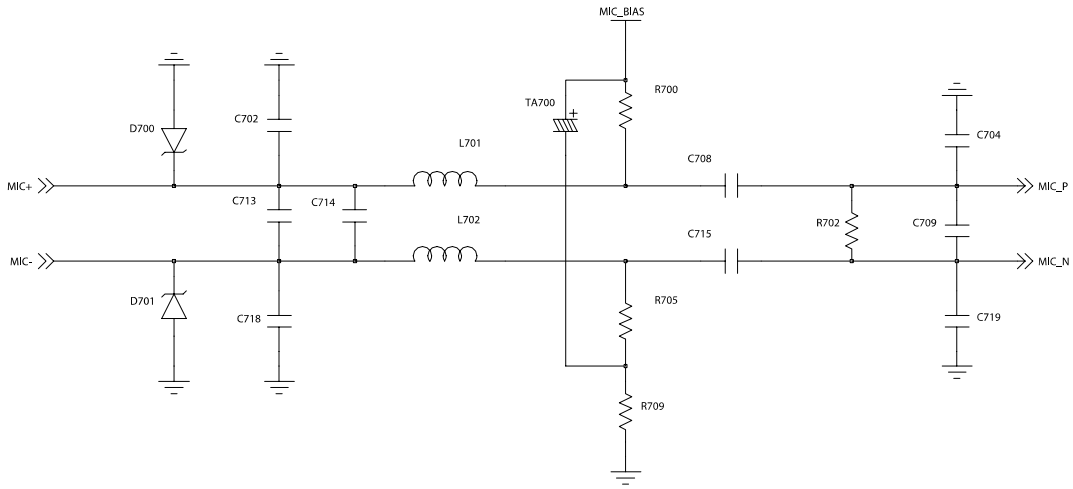 MIC_BIAS
R700
TA700
+
D700
C702
C704
L701
C708
MIC+
MIC_P
C713
C714
R702
C709
L702
C715
MIC-
MIC_N
D701
C718
R705
C719
R709